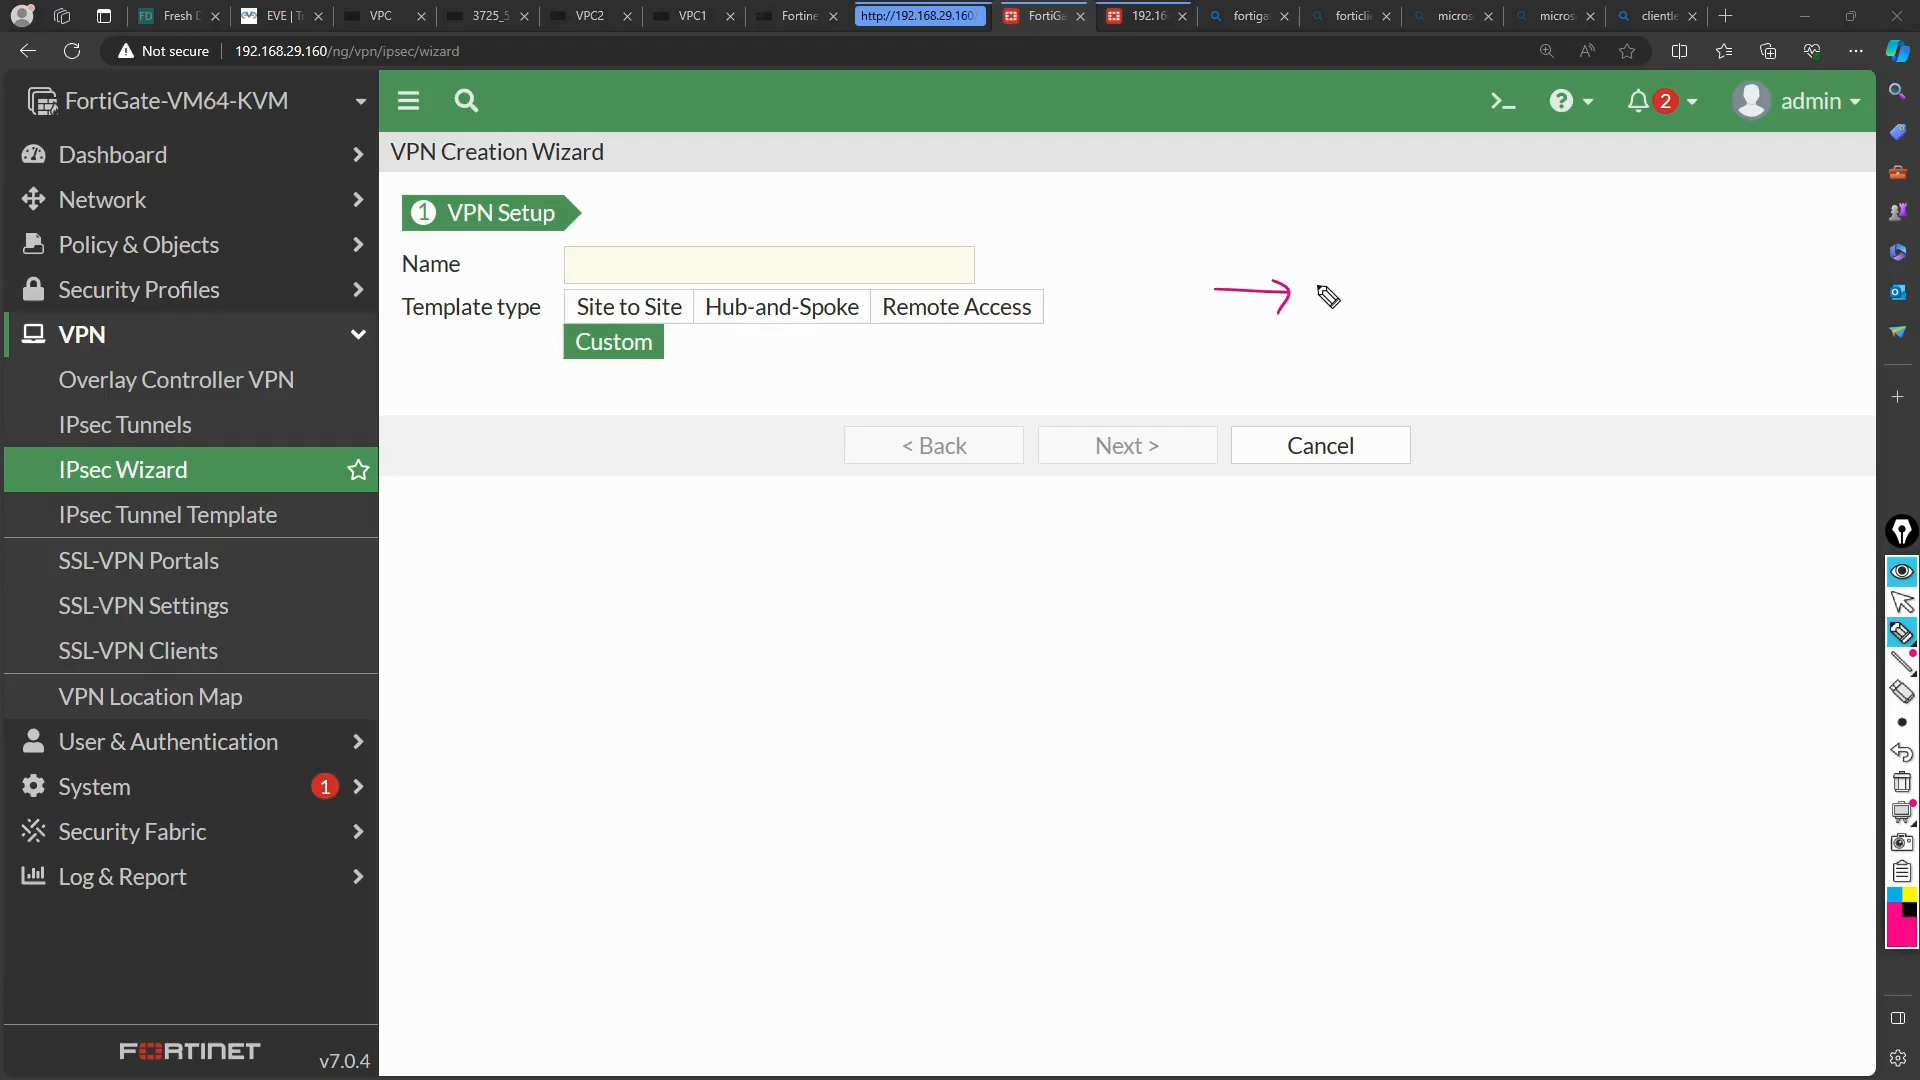 Fresh D
EVE | To
VPC
3725_5
VPC2
VPC1
Fortine
http://192.168.29.160/
FortiGa
192.16
fortiga
forticli
micros
micros
clientle
Not secure
192.168.29.160/ng/vpn/ipsec/wizard
FortiGate-VM64-KVM
2
admin
Dashboard
Network
Policy & Objects
Security Profiles
VPN
Overlay Controller VPN
IPsec Tunnels
IPsec Wizard
IPsec Tunnel Template
SSL-VPN Portals
SSL-VPN Settings
SSL-VPN Clients
VPN Location Map
User & Authentication
System
1
Security Fabric
Log & Report
FORTINET
v7.0.4
VPN Creation Wizard
1 VPN Setup
Name
Template type
Site to Site
Hub-and-Spoke
Remote Access
Custom
< Back
Next >
Cancel